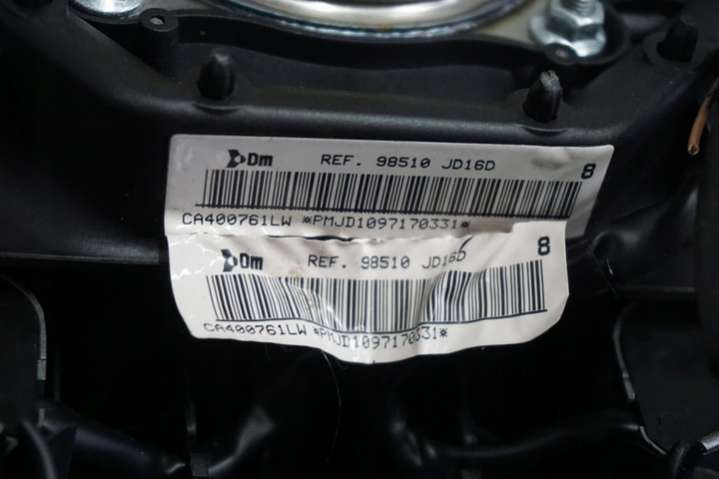 Dm REF. 98510 JD16D 8
CA400761LW *PMJD1097170331*
Dm REF. 98510 JD16D 8
CA400761LW *PMJD1097170331*